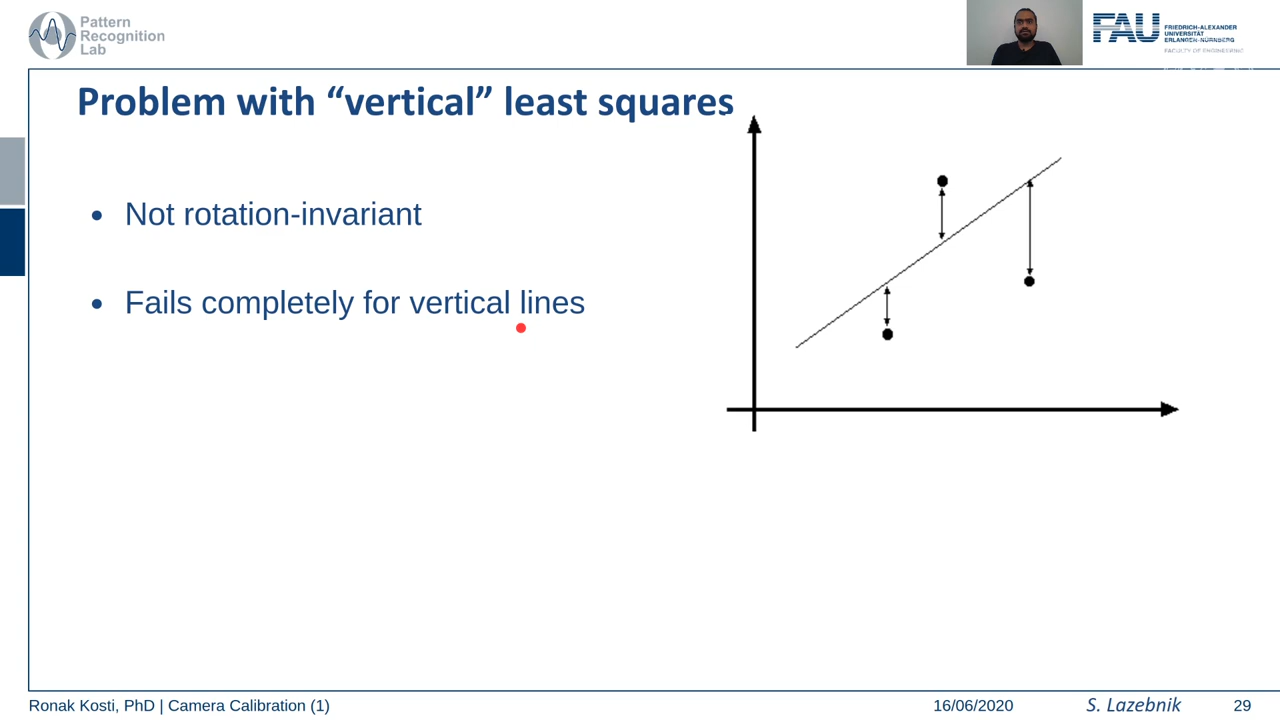 Pattern
Recognition
Lab
FAU
FRIEDRICH-ALEXANDER
UNIVERSITÄT
ERLANGEN-NÜRNBERG
FACULTY OF ENGINEERING
Problem with “vertical” least squares
• Not rotation-invariant
• Fails completely for vertical lines
Ronak Kosti, PhD | Camera Calibration (1)
16/06/2020
S. Lazebnik
29